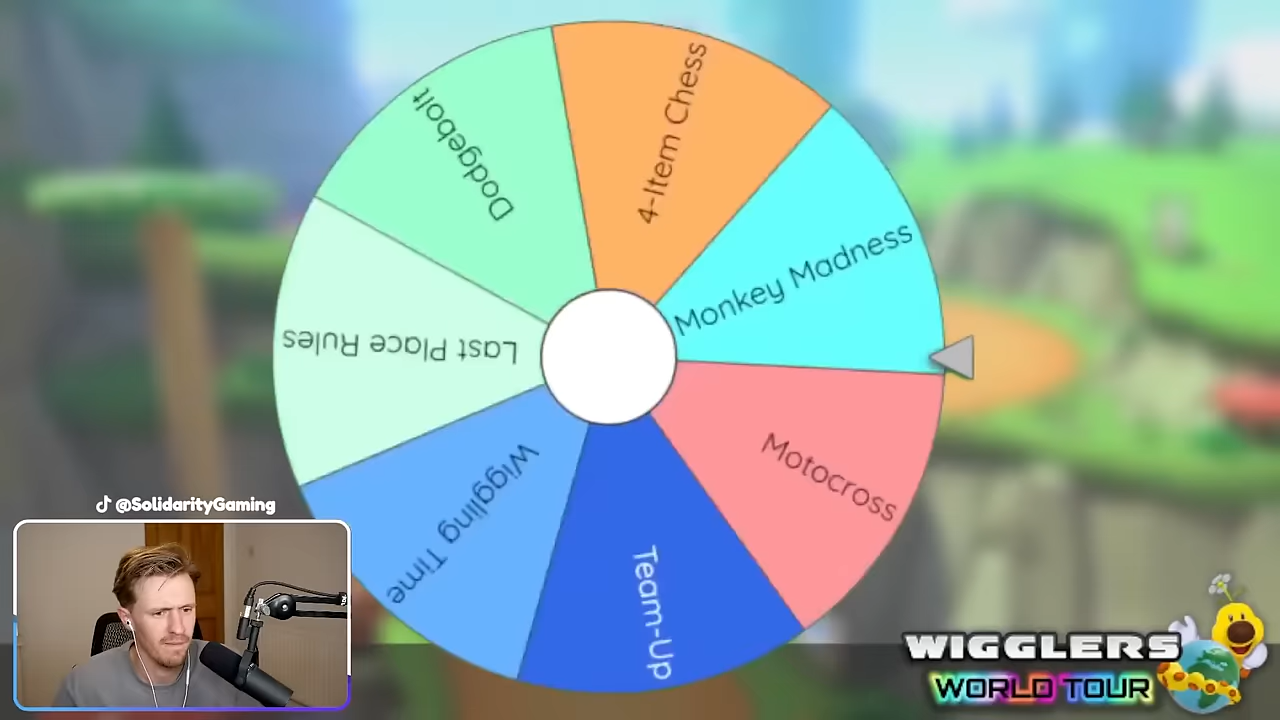 4-Item Chess
Dodgebolt
Monkey Madness
Last Place Rules
Motocross
Wiggling Time
Team-Up
@SolidarityGaming
WIGGLERS
WORLD TOUR